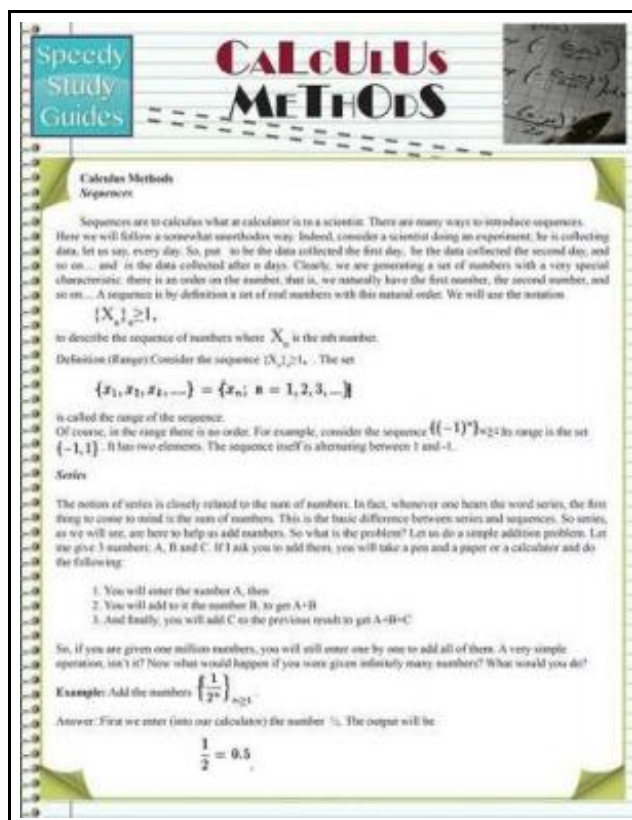 Speedy
Study
Guides
CALcULUs
MeThOdS
Calculus Methods
Sequences
Sequences are to calculus what at calculator is to a scientist. There are many ways to introduce sequences.
Here we will follow a somewhat unorthodox way. Indeed, consider a scientist doing an experiment; he is collecting
data, let us say, every day. So, put to be the data collected the first day, be the data collected the second day, and
so on... and is the data collected after n days. Clearly, we are generating a set of numbers with a very special
characteristic: there is an order on the number, that is, we naturally have the first number, the second number, and
so on... A sequence is by definition a set of real numbers with this natural order. We will use the notation
{Xₙ}ₙ≥1,
to describe the sequence of numbers where Xₙ is the nth number.
Definition (Range) Consider the sequence {Xₙ}ₙ≥1, . The set
{x₁, x₂, x₃, ....} = {xₙ; n = 1, 2, 3, ...}
is called the range of the sequence.
Of course, in the range there is no order. For example, consider the sequence {(-1)ⁿ}ₙ≥1 Its range is the set
{-1,1} . It has two elements. The sequence itself is alternating between 1 and -1.
Series
The notion of series is closely related to the sum of numbers. In fact, whenever one hears the word series, the first
thing to come to mind is the sum of numbers. This is the basic difference between series and sequences. So series,
as we will see, are here to help us add numbers. So what is the problem? Let us do a simple addition problem. Let
me give 3 numbers: A, B and C. If I ask you to add them, you will take a pen and a paper or a calculator and do
the following:
1. You will enter the number A, then
2. You will add to it the number B, to get A+B
3. And finally, you will add C to the previous result to get A+B+C
So, if you are given one million numbers, you will still enter one by one to add all of them. A very simple
operation, isn't it? Now what would happen if you were given infinitely many numbers? What would you do?
Example: Add the numbers {1/2ⁿ}ₙ≥1 .
Answer: First we enter (into our calculator) the number ½. The output will be
1/2 = 0.5 .